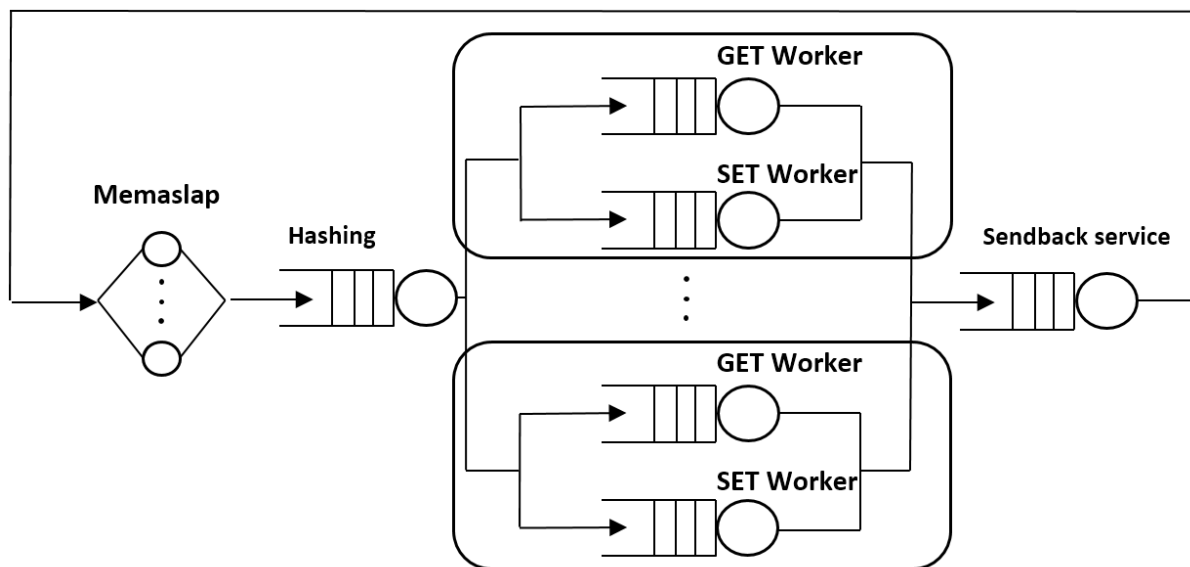 GET Worker
SET Worker
Memaslap
Hashing
Sendback service
GET Worker
SET Worker